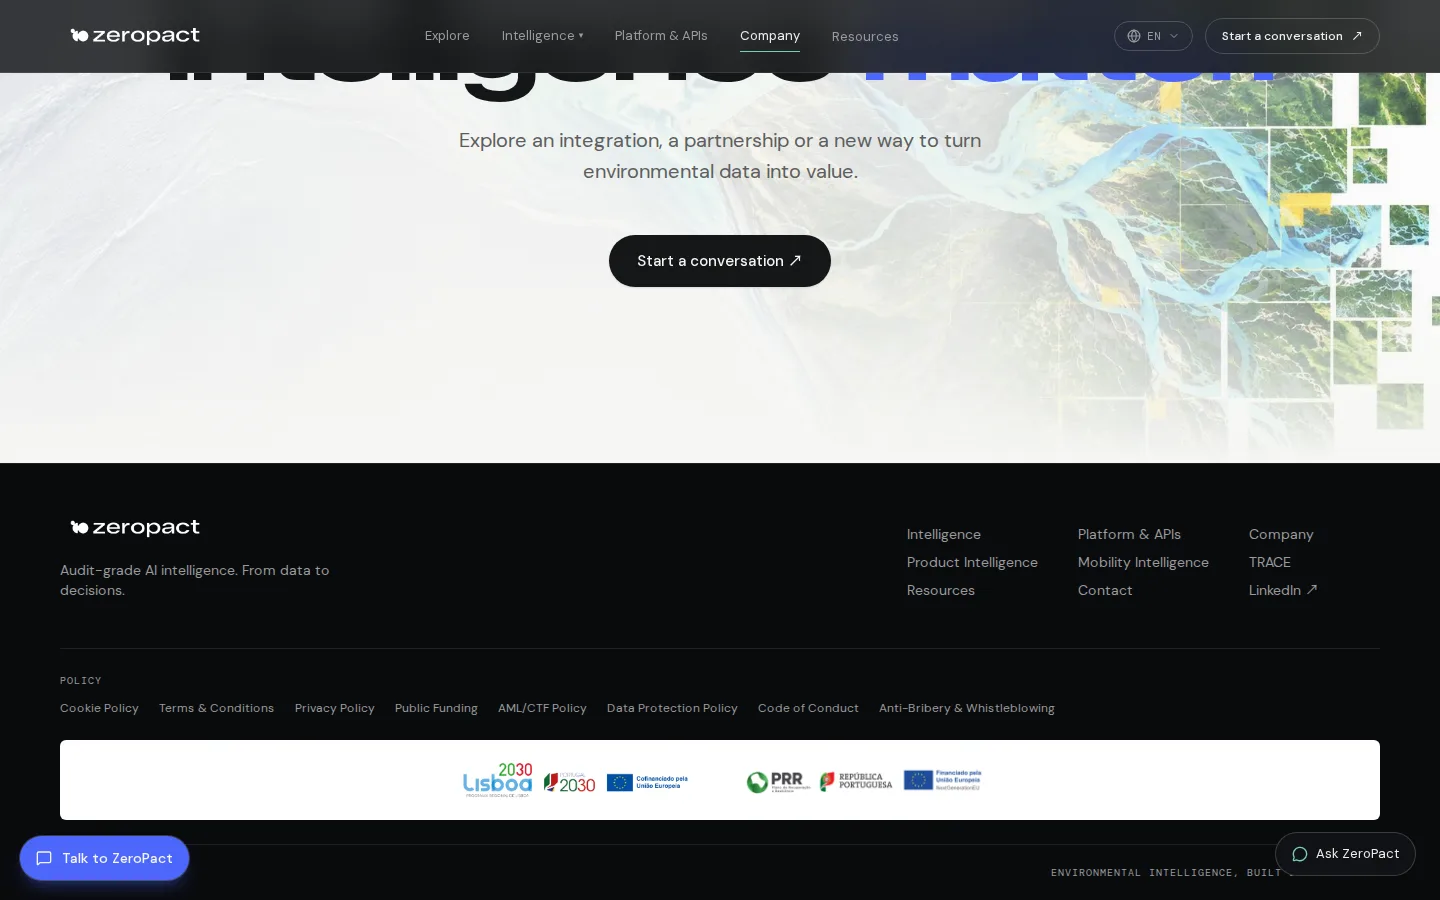 zeropact
Explore
Intelligence ▾
Platform & APIs
Company
Resources
EN
Start a conversation ↗
Explore an integration, a partnership or a new way to turn
environmental data into value.
Start a conversation ↗
zeropact
Audit-grade AI intelligence. From data to
decisions.
Intelligence
Platform & APIs
Company
Product Intelligence
Mobility Intelligence
TRACE
Resources
Contact
LinkedIn ↗
POLICY
Cookie Policy
Terms & Conditions
Privacy Policy
Public Funding
AML/CTF Policy
Data Protection Policy
Code of Conduct
Anti-Bribery & Whistleblowing
2030
Lisboa
PORTUGAL
2030
Cofinanciado pela
União Europeia
PRR
REPÚBLICA
PORTUGUESA
Financiado pela
União Europeia
NextGenerationEU
Talk to ZeroPact
Ask ZeroPact
ENVIRONMENTAL INTELLIGENCE, BUILT